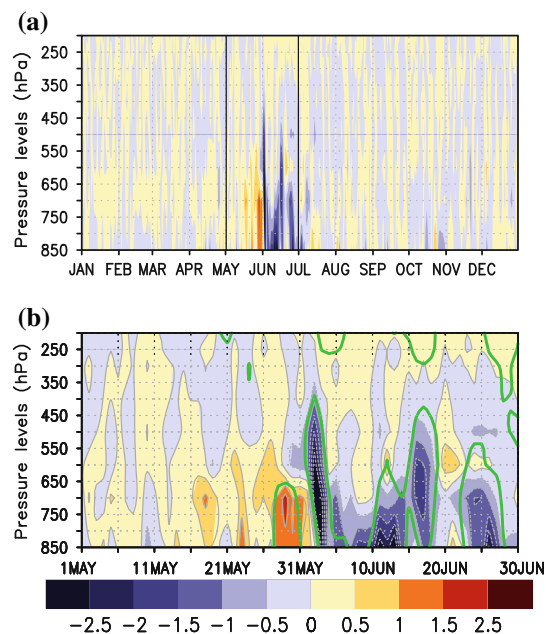 (a)
Pressure levels (hPa)
250
350
450
550
650
750
850
JAN FEB MAR APR MAY JUN JUL AUG SEP OCT NOV DEC
(b)
Pressure levels (hPa)
250
350
450
550
650
750
850
1MAY 11MAY 21MAY 31MAY 10JUN 20JUN 30JUN
-2.5 -2 -1.5 -1 -0.5 0 0.5 1 1.5 2.5